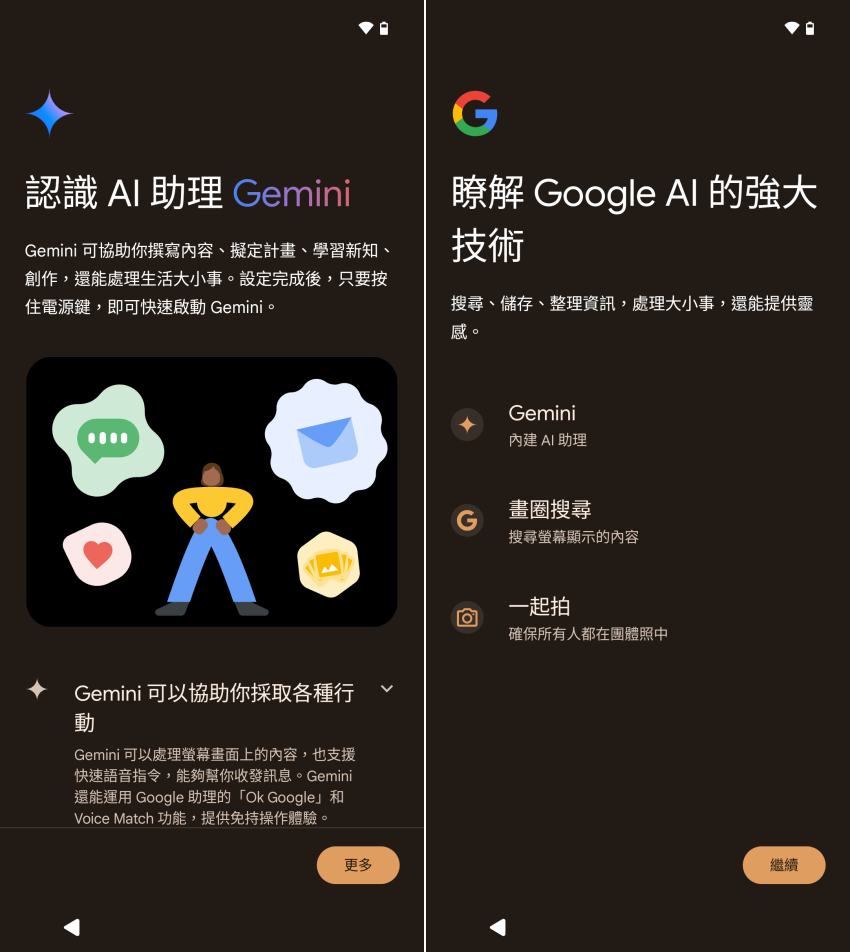 認識 AI 助理 Gemini
Gemini 可協助你撰寫內容、擬定計畫、學習新知、
創作，還能處理生活大小事。設定完成後，只要按
住電源鍵，即可快速啟動 Gemini。
Gemini 可以協助你採取各種行
動
Gemini 可以處理螢幕畫面上的內容，也支援
快速語音指令，能夠幫你收發訊息。Gemini
還能運用 Google 助理的「Ok Google」和
Voice Match 功能，提供免持操作體驗。
更多
瞭解 Google AI 的強大
技術
搜尋、儲存、整理資訊，處理大小事，還能提供靈
感。
Gemini
內建 AI 助理
畫圈搜尋
搜尋螢幕顯示的內容
一起拍
確保所有人都在團體照中
繼續